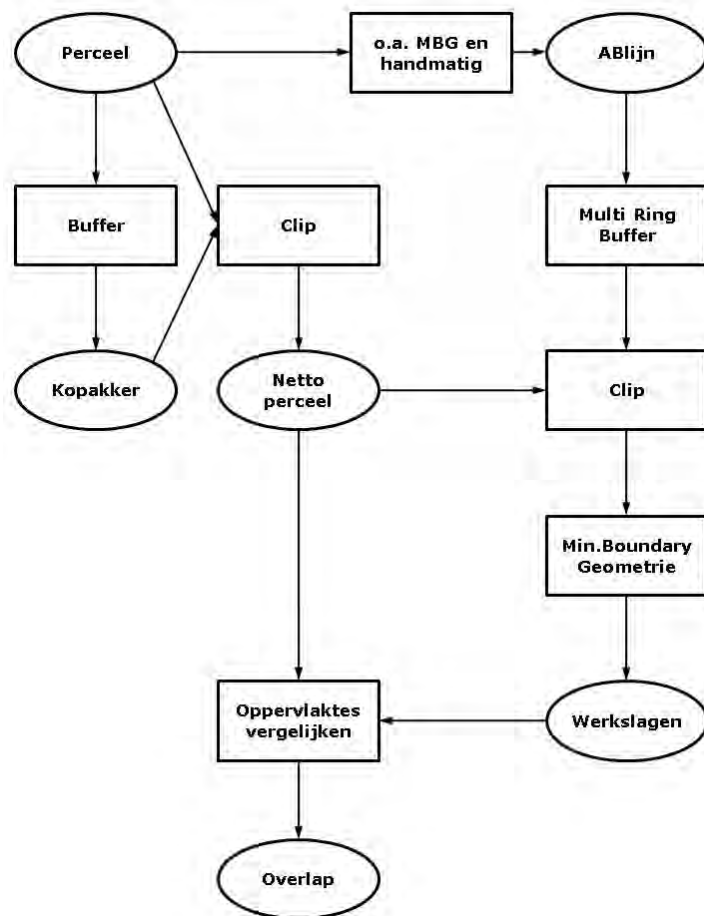 Perceel
o.a. MBG en
handmatig
ABlijn
Buffer
Clip
Multi Ring
Buffer
Kopakker
Netto
perceel
Clip
Min.Boundary
Geometrie
Oppervlaktes
vergelijken
Werkslagen
Overlap